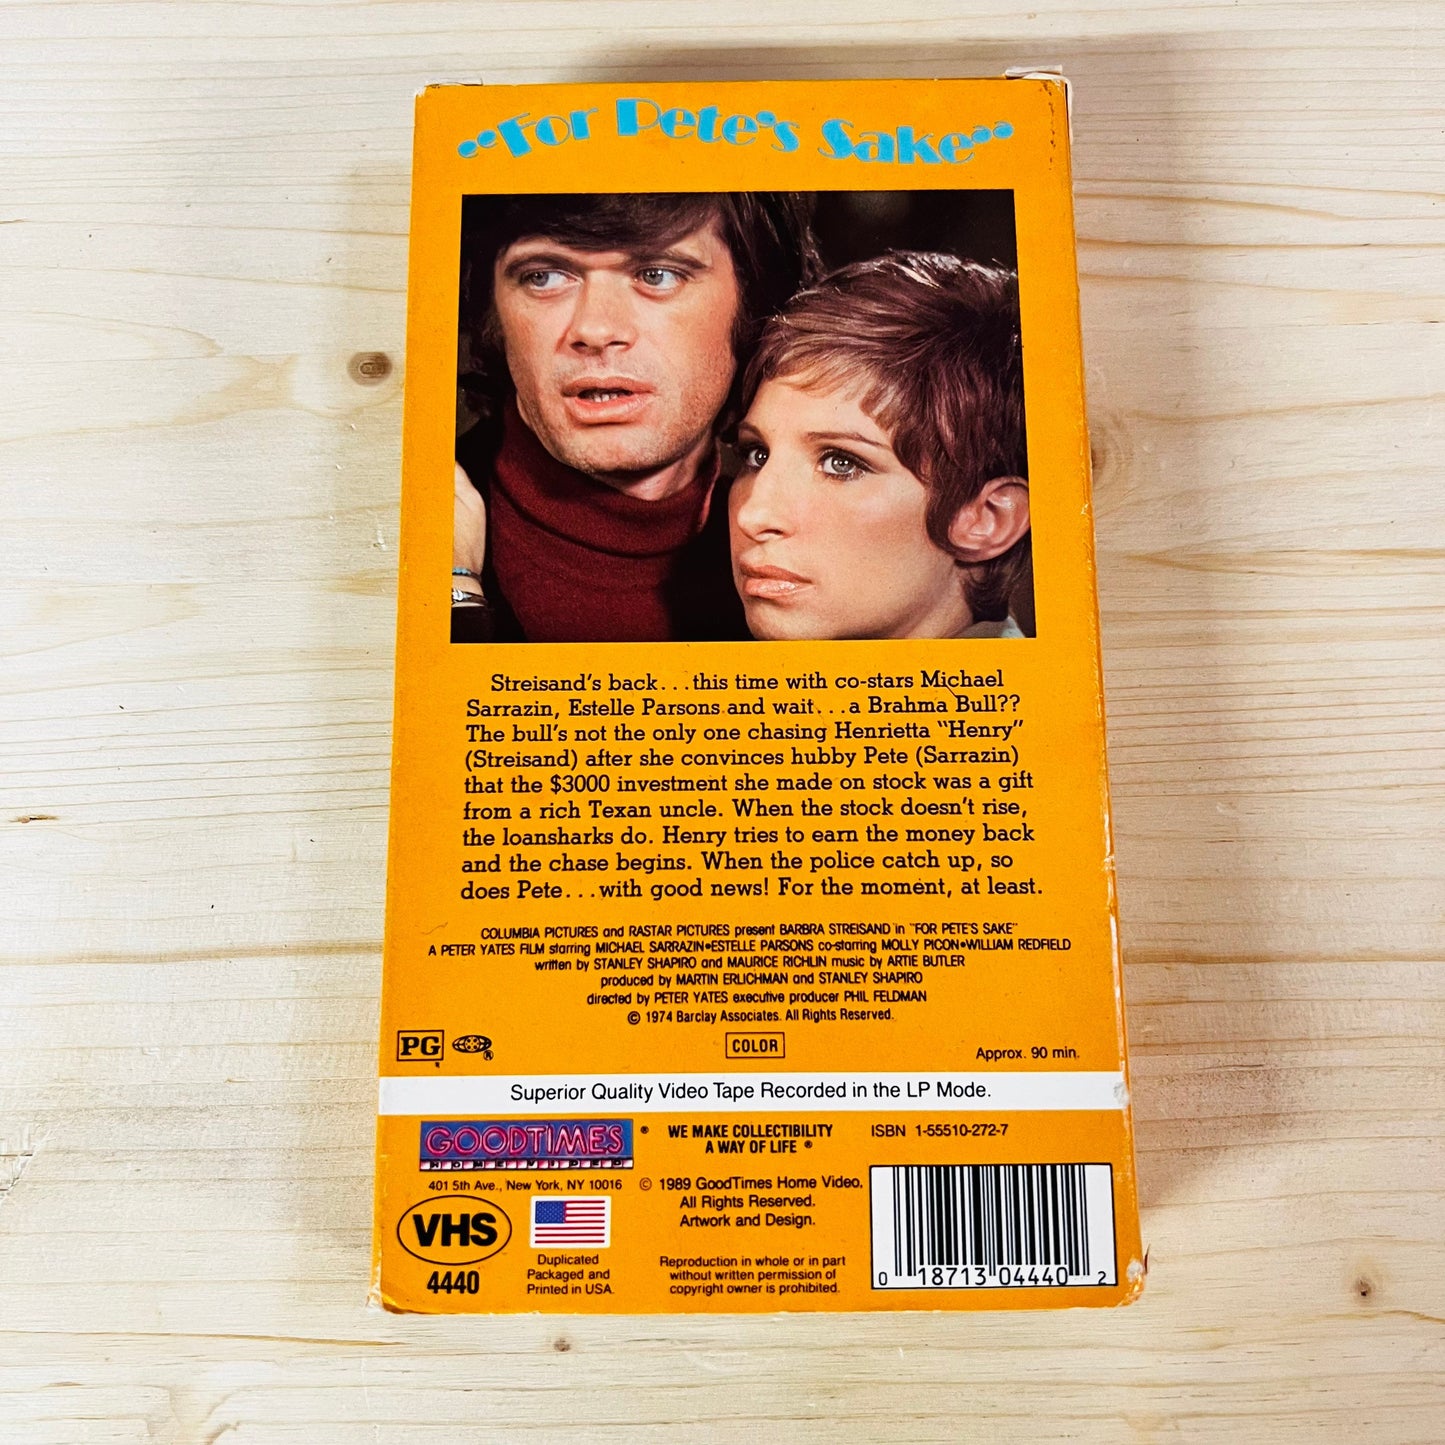 “For Pete's Sake”
Streisand's back...this time with co-stars Michael
Sarrazin, Estelle Parsons and wait...a Brahma Bull??
The bull's not the only one chasing Henrietta "Henry"
(Streisand) after she convinces hubby Pete (Sarrazin)
that the $3000 investment she made on stock was a gift
from a rich Texan uncle. When the stock doesn't rise,
the loansharks do. Henry tries to earn the money back
and the chase begins. When the police catch up, so
does Pete...with good news! For the moment, at least.
COLUMBIA PICTURES and RASTAR PICTURES present BARBRA STREISAND in "FOR PETE'S SAKE"
A PETER YATES FILM starring MICHAEL SARRAZIN•ESTELLE PARSONS co-starring MOLLY PICON•WILLIAM REDFIELD
written by STANLEY SHAPIRO and MAURICE RICHLIN music by ARTIE BUTLER
produced by MARTIN ERLICHMAN and STANLEY SHAPIRO
directed by PETER YATES executive producer PHIL FELDMAN
© 1974 Barclay Associates. All Rights Reserved.
PG ® ®
COLOR
Approx. 90 min.
Superior Quality Video Tape Recorded in the LP Mode.
GOODTIMES ®
HOME VIDEO
401 5th Ave., New York, NY 10016
WE MAKE COLLECTIBILITY
A WAY OF LIFE ®
ISBN 1-55510-272-7
© 1989 GoodTimes Home Video.
All Rights Reserved.
Artwork and Design.
VHS
4440
Duplicated
Packaged and
Printed in USA.
Reproduction in whole or in part
without written permission of
copyright owner is prohibited.
0 18713 04440 2